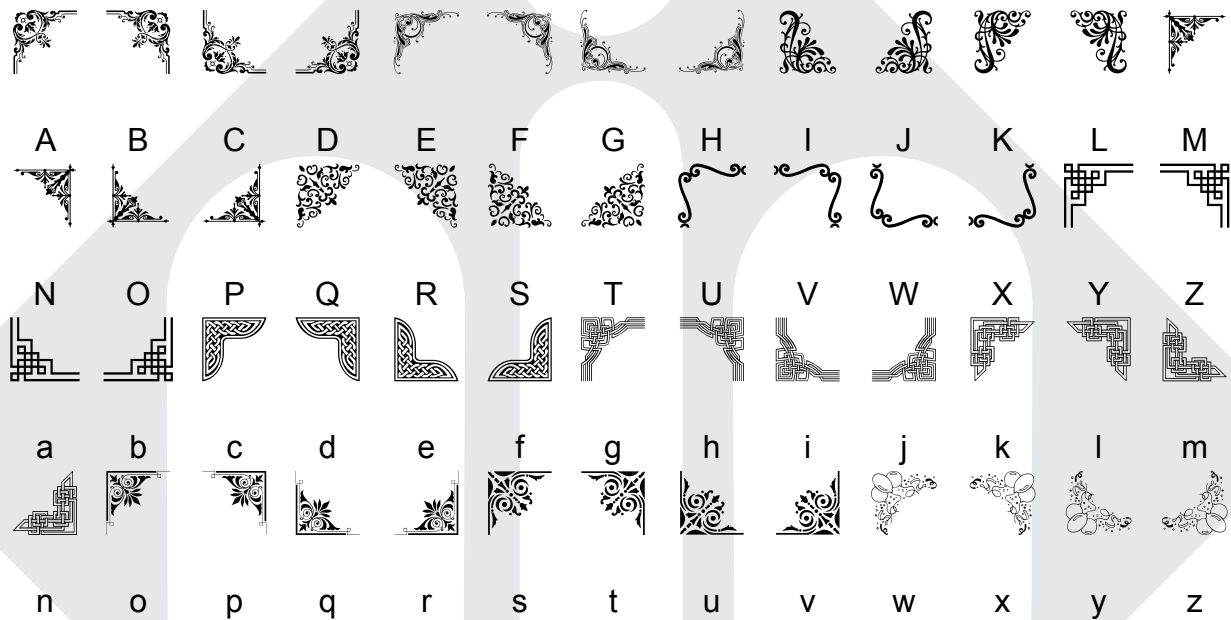 A B C D E F G H I J K L M
N O P Q R S T U V W X Y Z
a b c d e f g h i j k l m
n o p q r s t u v w x y z